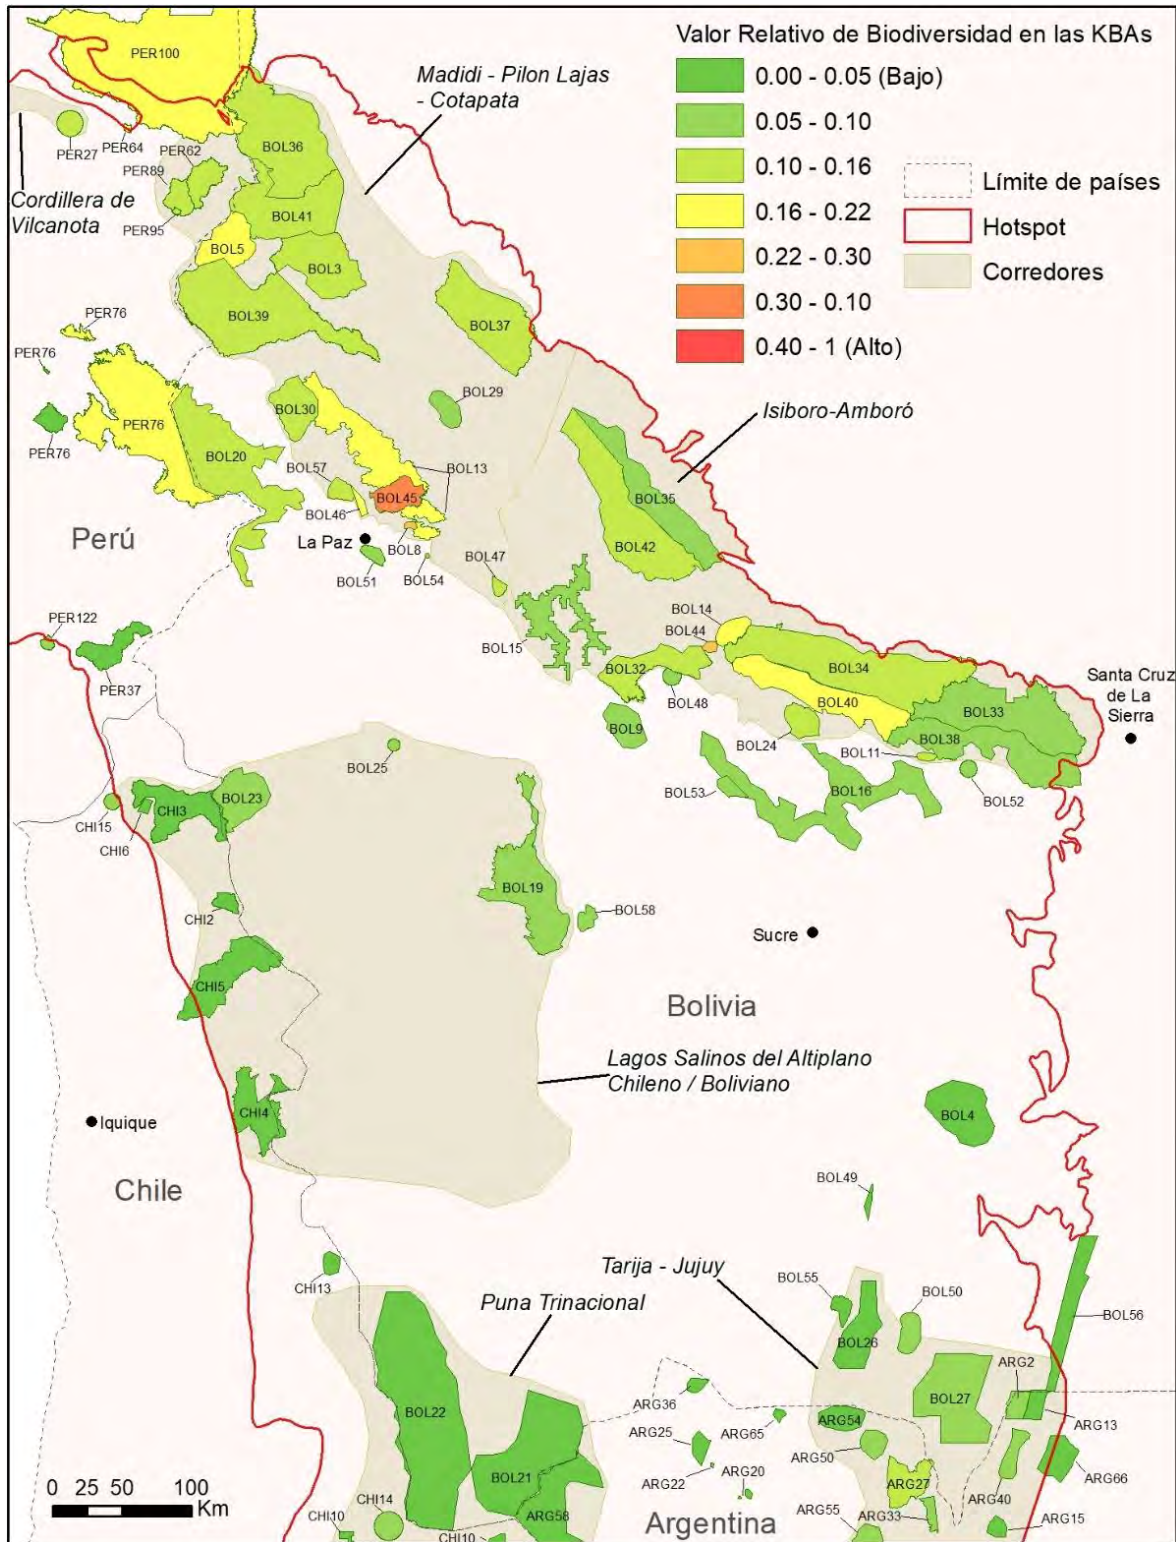 Valor Relativo de Biodiversidad en las KBAs
0.00 - 0.05 (Bajo)
0.05 - 0.10
0.10 - 0.16
0.16 - 0.22
0.22 - 0.30
0.30 - 0.10
0.40 - 1 (Alto)
Límite de países
Hotspot
Corredores
PER100
Madidi - Pilon Lajas
- Cotapata
PER27
PER64
PER62
PER89
PER95
Cordillera de
Vilcanota
BOL36
BOL41
BOL5
BOL3
BOL39
BOL37
PER76
PER76
PER76
PER76
BOL20
BOL30
BOL29
BOL13
BOL57
BOL45
BOL46
BOL8
Isiboro-Amboró
BOL35
BOL42
Perú
La Paz
BOL51
BOL54
BOL47
BOL15
PER122
PER37
BOL14
BOL44
BOL32
BOL48
BOL34
BOL40
BOL33
BOL9
BOL24
BOL38
BOL11
Santa Cruz
de La
Sierra
BOL25
BOL53
BOL16
BOL52
CHI15
CHI6
CHI3
BOL23
BOL19
BOL58
CHI2
CHI5
Sucre
Bolivia
Lagos Salinos del Altiplano
Chileno / Boliviano
CHI4
Iquique
Chile
BOL4
BOL49
CHI13
Tarija - Jujuy
Puna Trinacional
BOL55
BOL50
BOL26
BOL56
ARG2
BOL22
BOL27
ARG36
ARG54
ARG13
ARG65
ARG25
ARG50
ARG22
ARG20
ARG66
BOL21
ARG27
ARG40
CHI14
CHI10
CHI10
ARG58
ARG55
ARG33
ARG15
Argentina
0 25 50 100
Km